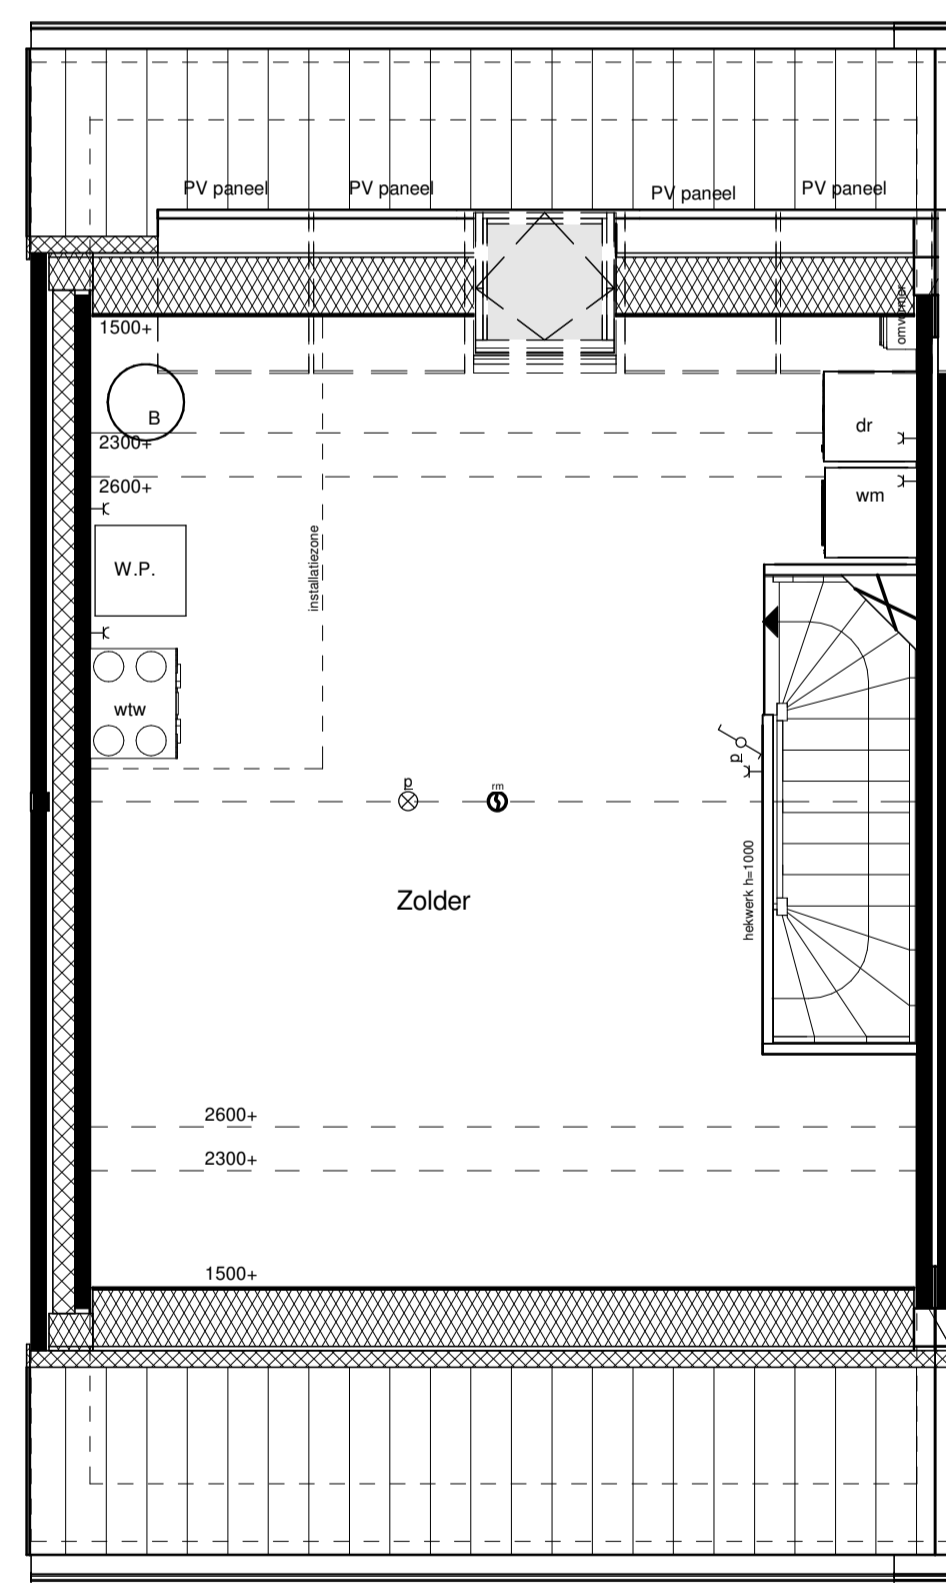 PV paneel
PV paneel
PV paneel
PV paneel
omvormer
1500+
B
2300+
dr
2600+
wm
installatiezone
W.P.
wtw
p
p
rm
hekwerk h=1000
Zolder
2600+
2300+
1500+